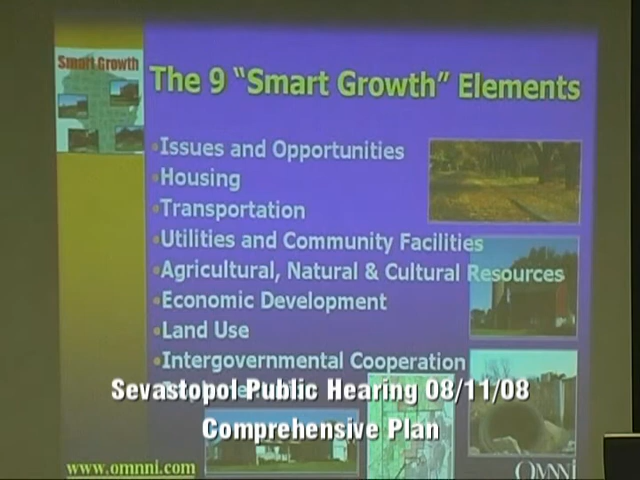 Smart Growth
The 9 “Smart Growth” Elements
•Issues and Opportunities
•Housing
•Transportation
•Utilities and Community Facilities
•Agricultural, Natural & Cultural Resources
•Economic Development
•Land Use
•Intergovernmental Cooperation
Sevastopol Public Hearing 08/11/08
Comprehensive Plan
www.omnni.com
OMNNI